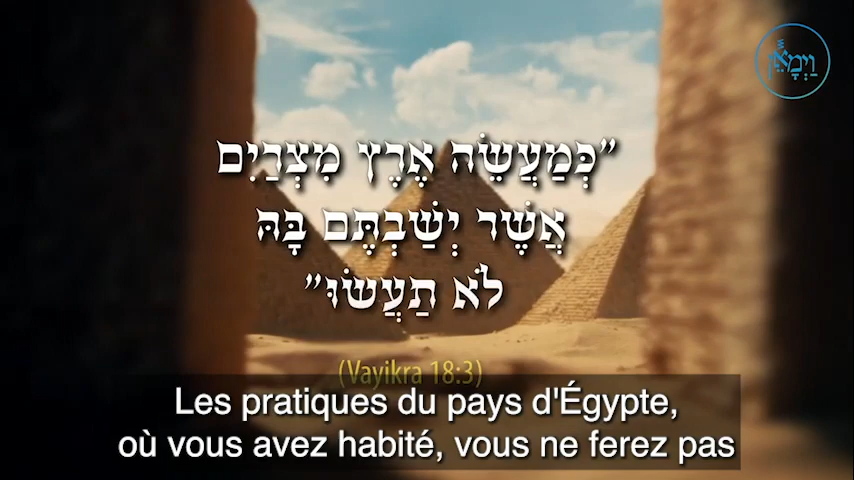 וַיְמָאֵן
"כְּמַעֲשֵׂה אֶרֶץ מִצְרַיִם
אֲשֶׁר יְשַׁבְתֶּם בָּהּ
לֹא תַעֲשׂוּ"
(Vayikra 18:3)
Les pratiques du pays d'Égypte,
où vous avez habité, vous ne ferez pas